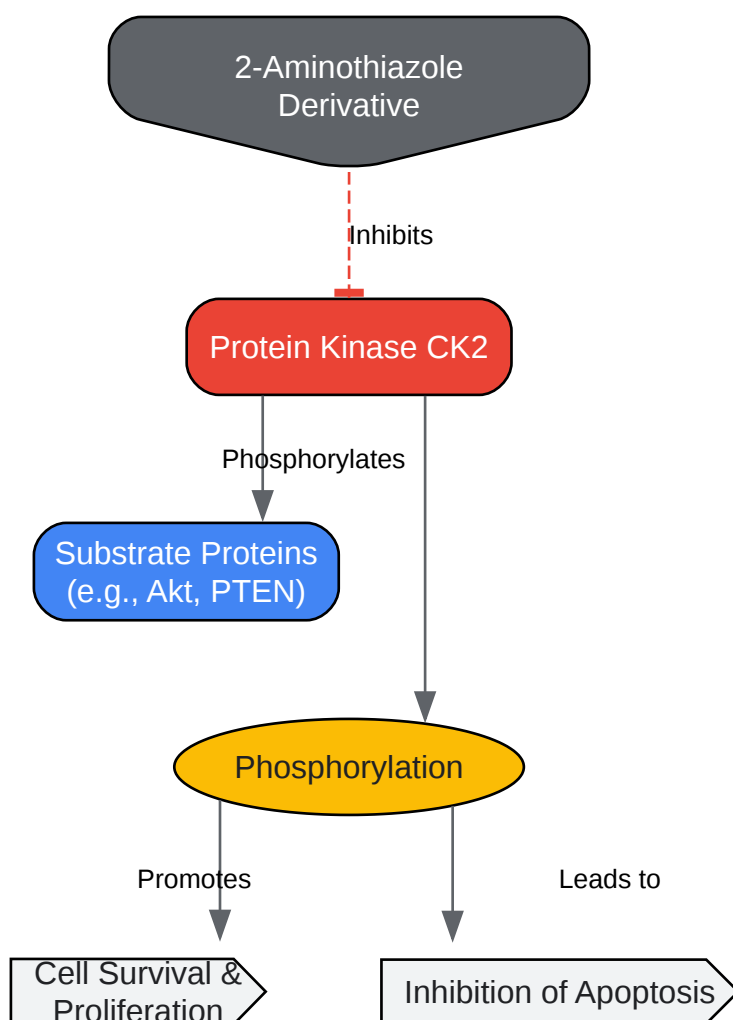 2-Aminothiazole
Derivative
Inhibits
Protein Kinase CK2
Phosphorylates
Substrate Proteins
(e.g., Akt, PTEN)
Phosphorylation
Promotes
Leads to
Cell Survival &
Proliferation
Inhibition of Apoptosis